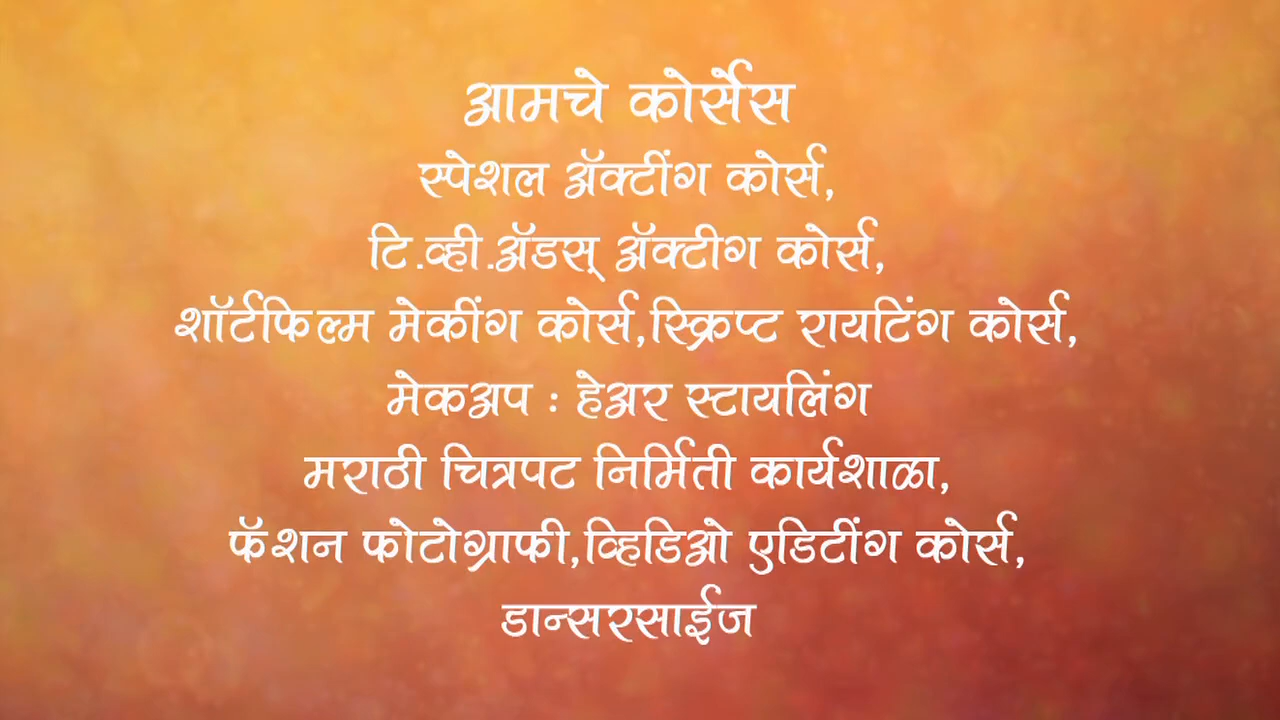 आमचे कोर्सेस
स्पेशल ॲक्टींग कोर्स,
टि.व्ही.ॲडस् ॲक्टीग कोर्स,
शॉर्टफिल्म मेकींग कोर्स,स्क्रिप्ट रायटिंग कोर्स,
मेकअप : हेअर स्टायलिंग
मराठी चित्रपट निर्मिती कार्यशाळा,
फॅशन फोटोग्राफी,व्हिडिओ एडिटींग कोर्स,
डान्सरसाईज